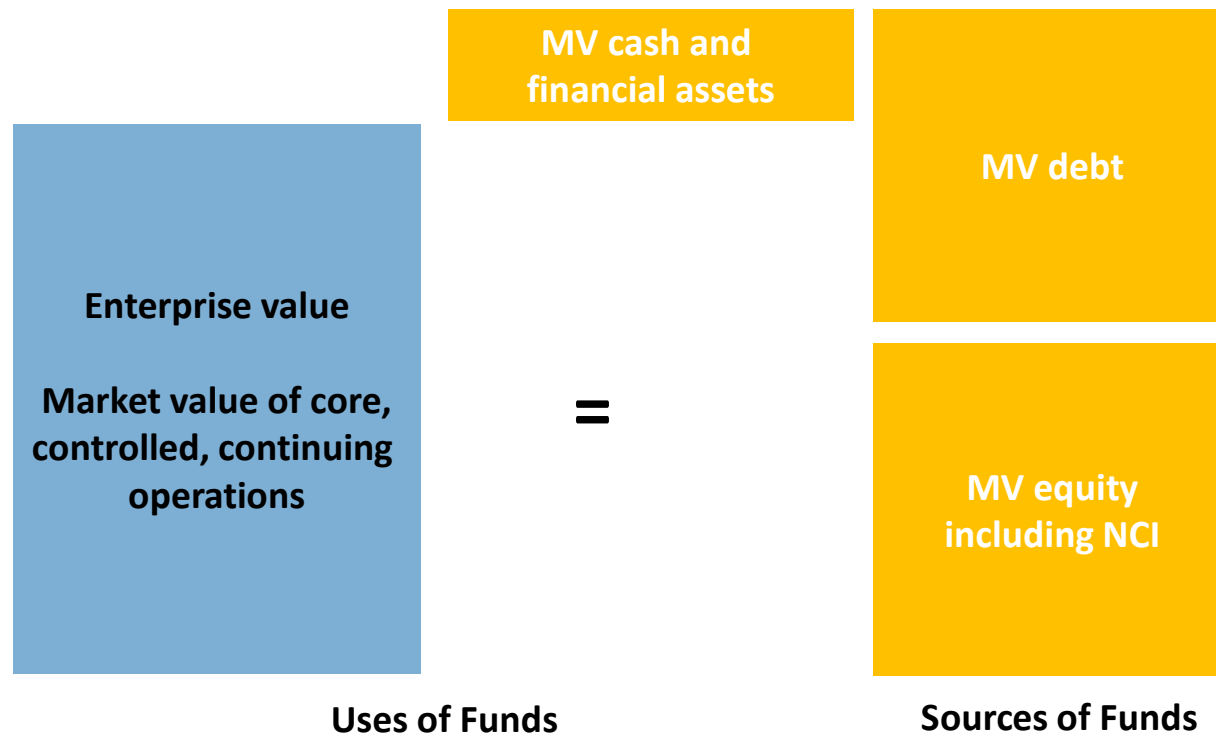 MV cash and
financial assets
MV debt
Enterprise value
Market value of core,
controlled, continuing
operations
=
MV equity
including NCI
Uses of Funds
Sources of Funds